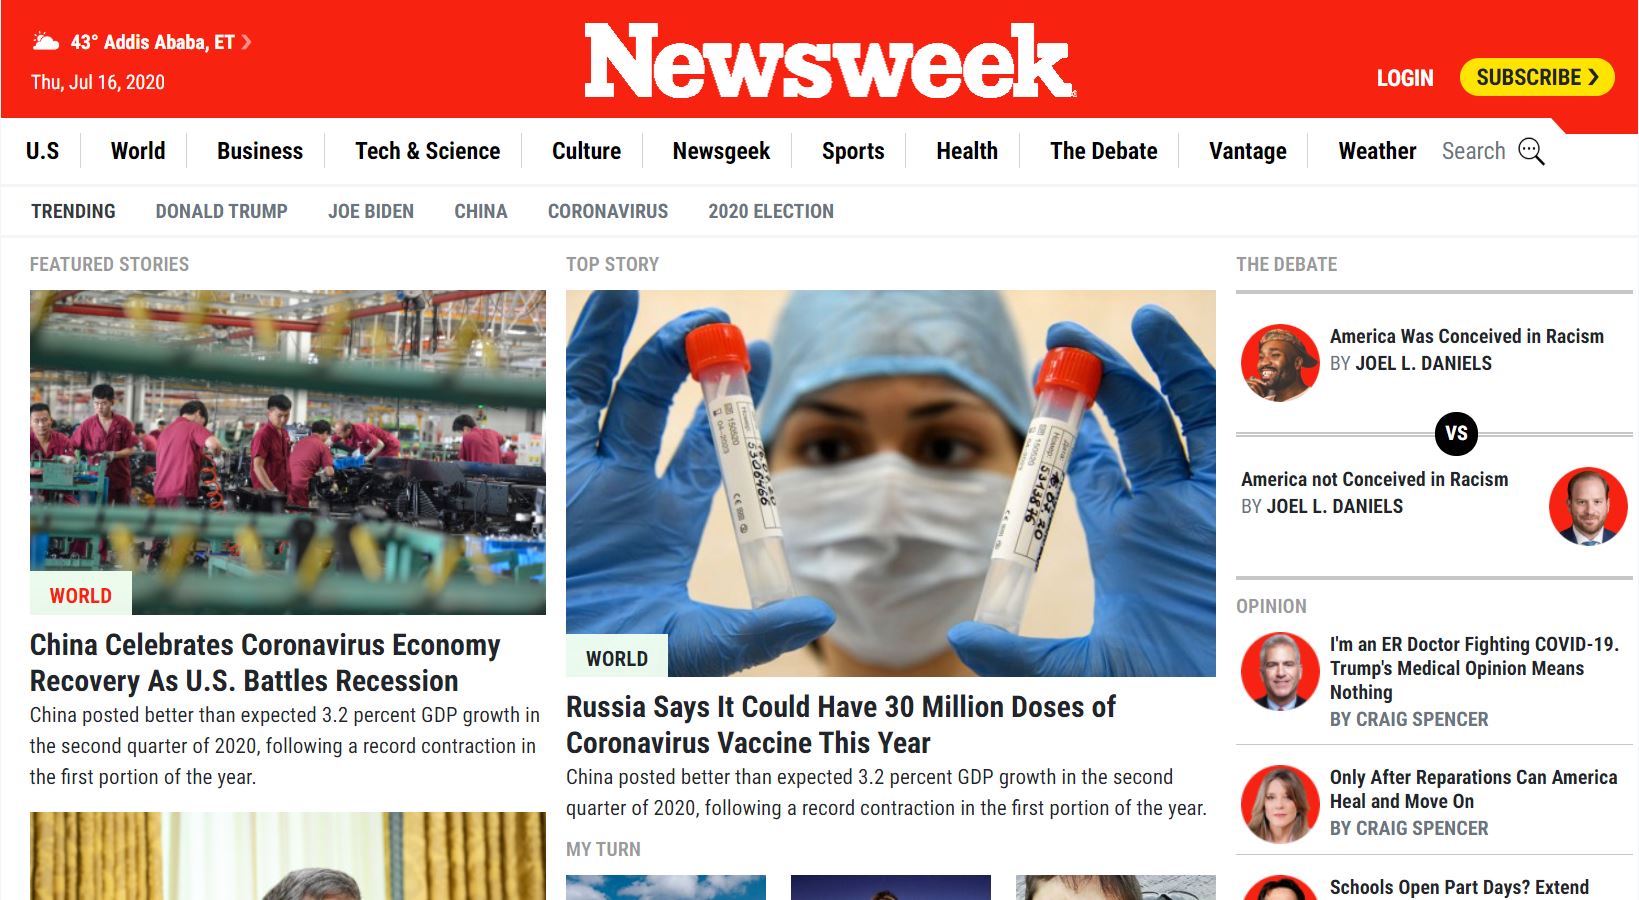 43° Addis Ababa, ET
Thu, Jul 16, 2020
Newsweek
LOGIN
SUBSCRIBE
U.S
World
Business
Tech & Science
Culture
Newsgeek
Sports
Health
The Debate
Vantage
Weather
Search
TRENDING
DONALD TRUMP
JOE BIDEN
CHINA
CORONAVIRUS
2020 ELECTION
FEATURED STORIES
WORLD
China Celebrates Coronavirus Economy
Recovery As U.S. Battles Recession
China posted better than expected 3.2 percent GDP growth in
the second quarter of 2020, following a record contraction in
the first portion of the year.
TOP STORY
WORLD
Russia Says It Could Have 30 Million Doses of
Coronavirus Vaccine This Year
China posted better than expected 3.2 percent GDP growth in the second
quarter of 2020, following a record contraction in the first portion of the year.
MY TURN
THE DEBATE
America Was Conceived in Racism
BY JOEL L. DANIELS
VS
America not Conceived in Racism
BY JOEL L. DANIELS
OPINION
I'm an ER Doctor Fighting COVID-19.
Trump's Medical Opinion Means
Nothing
BY CRAIG SPENCER
Only After Reparations Can America
Heal and Move On
BY CRAIG SPENCER
Schools Open Part Days? Extend